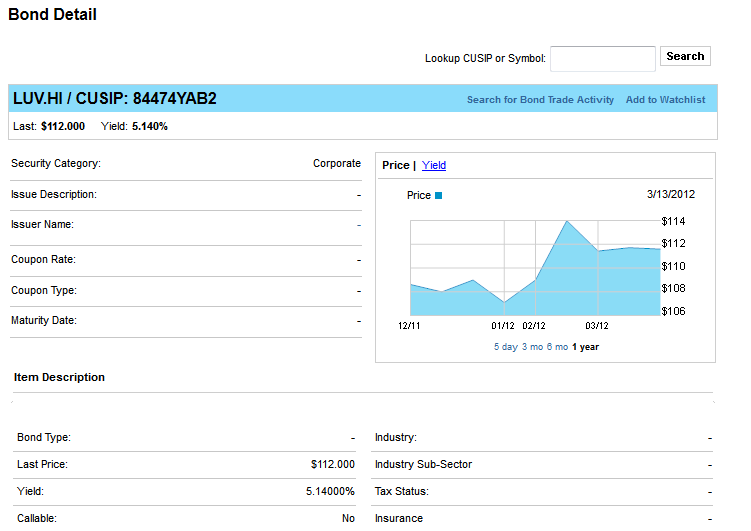 Bond Detail
Lookup CUSIP or Symbol: Search
LUV.HI / CUSIP: 84474YAB2 Search for Bond Trade Activity Add to Watchlist
Last: $112.000 Yield: 5.140%
Security Category: Corporate
Issue Description: -
Issuer Name: -
Coupon Rate: -
Coupon Type: -
Maturity Date: -
Price | Yield
Price 3/13/2012
$114
$112
$110
$108
$106
12/11 01/12 02/12 03/12
5 day 3 mo 6 mo 1 year
Item Description
Bond Type: - Industry: -
Last Price: $112.000 Industry Sub-Sector -
Yield: 5.14000% Tax Status: -
Callable: No Insurance -